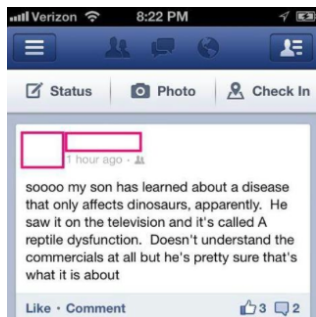 Verizon 8:22 PM
Status Photo Check In
1 hour ago ·
soooo my son has learned about a disease
that only affects dinosaurs, apparently. He
saw it on the television and it's called A
reptile dysfunction. Doesn't understand the
commercials at all but he's pretty sure that's
what it is about
Like · Comment 3 2